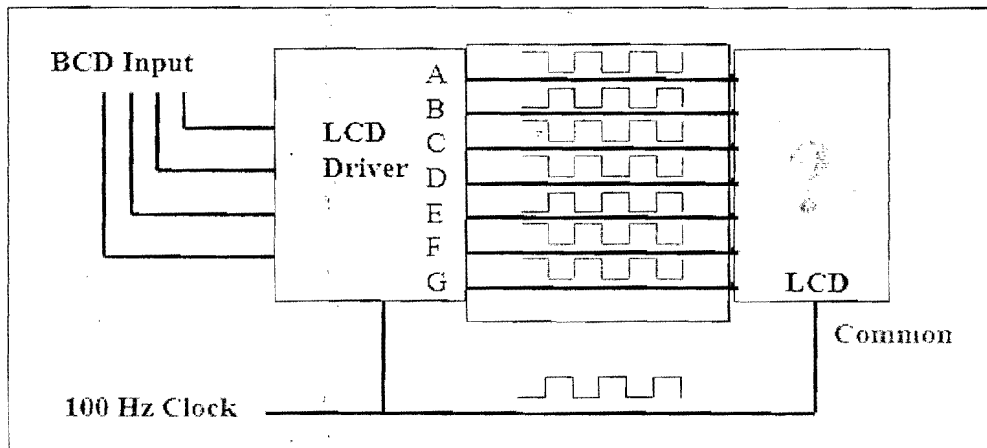 BCD Input
LCD
Driver
A
B
C
D
E
F
G
?
LCD
Common
100 Hz Clock